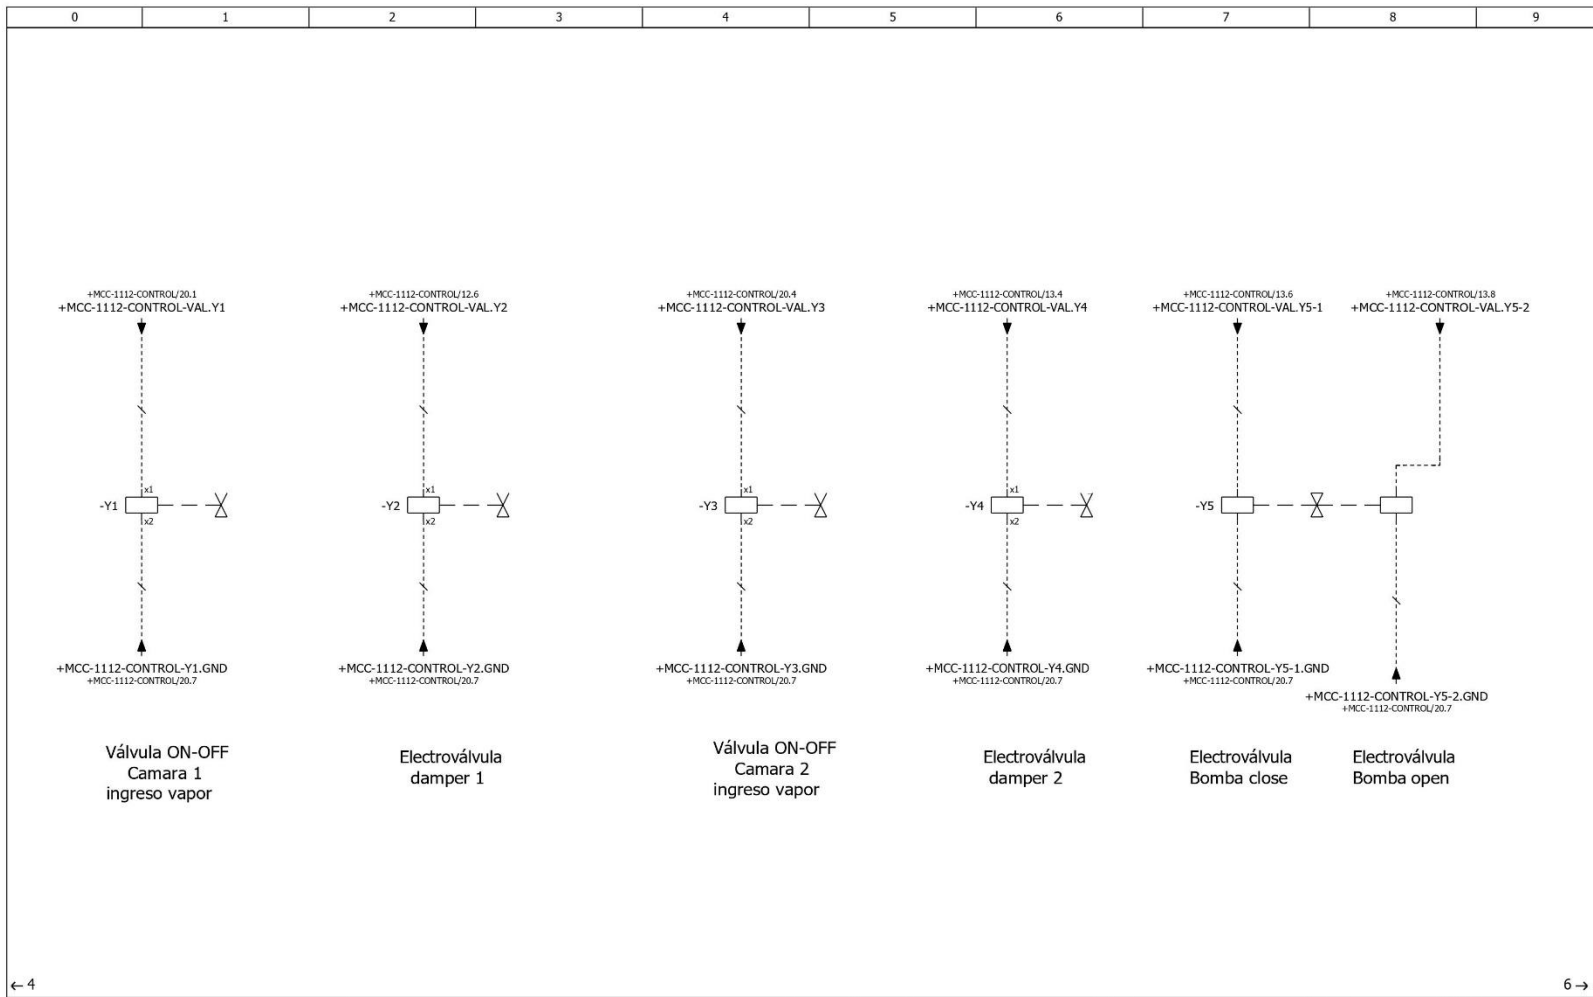 0 1 2 3 4 5 6 7 8 9
+MCC-1112-CONTROL/20.1
+MCC-1112-CONTROL-VAL.Y1
+MCC-1112-CONTROL/12.6
+MCC-1112-CONTROL-VAL.Y2
+MCC-1112-CONTROL/20.4
+MCC-1112-CONTROL-VAL.Y3
+MCC-1112-CONTROL/13.4
+MCC-1112-CONTROL-VAL.Y4
+MCC-1112-CONTROL/13.6
+MCC-1112-CONTROL-VAL.Y5-1
+MCC-1112-CONTROL/13.8
+MCC-1112-CONTROL-VAL.Y5-2
x1
-Y1
x2
x1
-Y2
x2
x1
-Y3
x2
x1
-Y4
x2
-Y5
+MCC-1112-CONTROL-Y1.GND
+MCC-1112-CONTROL/20.7
+MCC-1112-CONTROL-Y2.GND
+MCC-1112-CONTROL/20.7
+MCC-1112-CONTROL-Y3.GND
+MCC-1112-CONTROL/20.7
+MCC-1112-CONTROL-Y4.GND
+MCC-1112-CONTROL/20.7
+MCC-1112-CONTROL-Y5-1.GND
+MCC-1112-CONTROL/20.7
+MCC-1112-CONTROL-Y5-2.GND
+MCC-1112-CONTROL/20.7
Válvula ON-OFF
Camara 1
ingreso vapor
Electroválvula
damper 1
Válvula ON-OFF
Camara 2
ingreso vapor
Electroválvula
damper 2
Electroválvula
Bomba close
Electroválvula
Bomba open
← 4
6 →